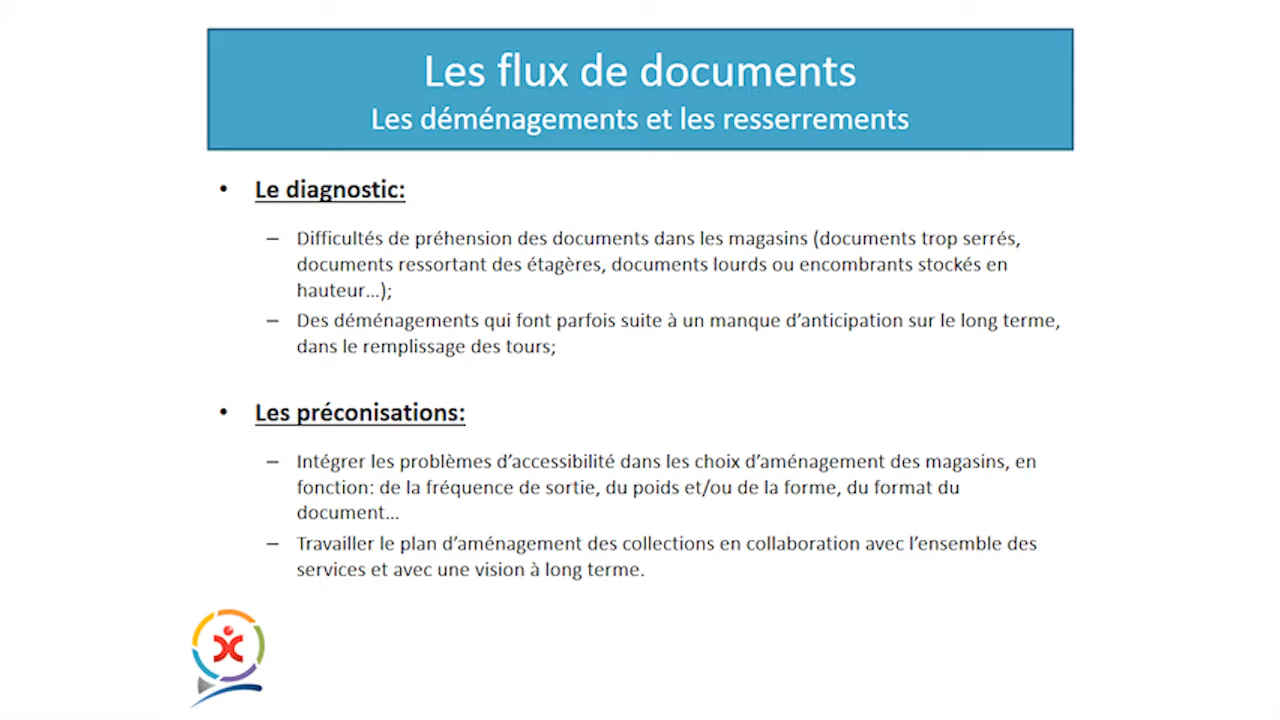 Les flux de documents
Les déménagements et les resserrements
• Le diagnostic:
– Difficultés de préhension des documents dans les magasins (documents trop serrés,
documents ressortant des étagères, documents lourds ou encombrants stockés en
hauteur...);
– Des déménagements qui font parfois suite à un manque d’anticipation sur le long terme,
dans le remplissage des tours;
• Les préconisations:
– Intégrer les problèmes d’accessibilité dans les choix d’aménagement des magasins, en
fonction: de la fréquence de sortie, du poids et/ou de la forme, du format du
document...
– Travailler le plan d’aménagement des collections en collaboration avec l’ensemble des
services et avec une vision à long terme.